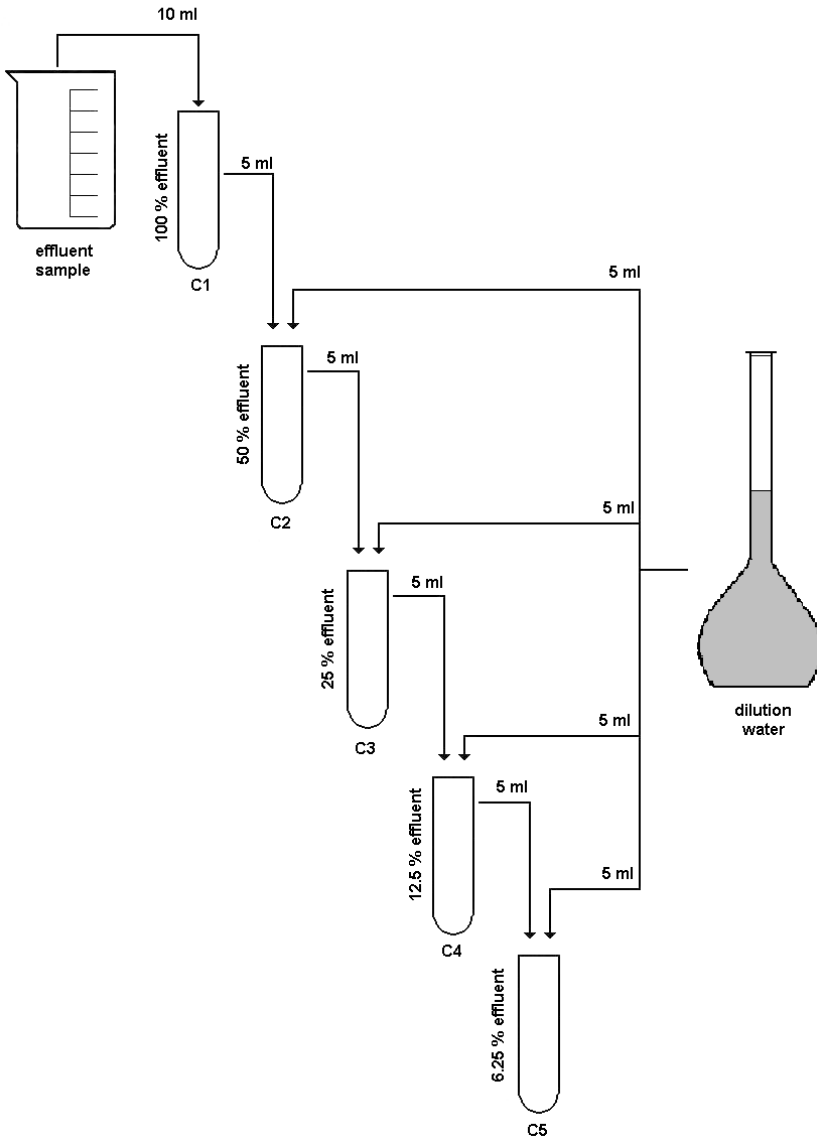 10 ml
100 % effluent
5 ml
effluent
sample
C1
5 ml
50 % effluent
5 ml
C2
5 ml
25 % effluent
5 ml
C3
dilution
water
5 ml
12.5 % effluent
5 ml
C4
5 ml
6.25 % effluent
C5